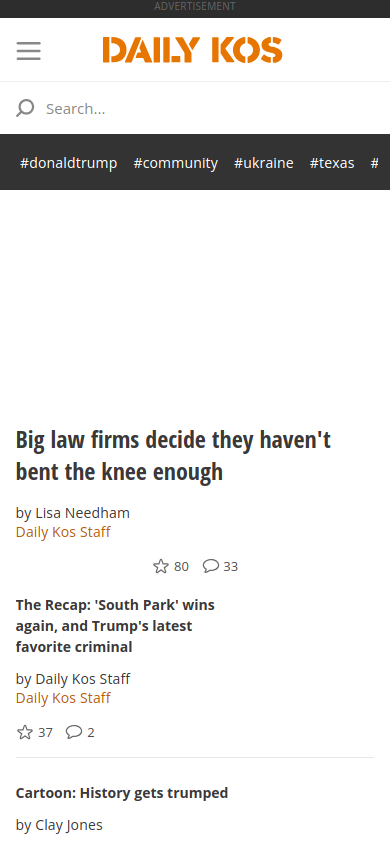 ADVERTISEMENT
DAILY KOS
Search...
#donaldtrump #community #ukraine #texas #
Big law firms decide they haven't
bent the knee enough
by Lisa Needham
Daily Kos Staff
80 33
The Recap: 'South Park' wins
again, and Trump's latest
favorite criminal
by Daily Kos Staff
Daily Kos Staff
37 2
Cartoon: History gets trumped
by Clay Jones